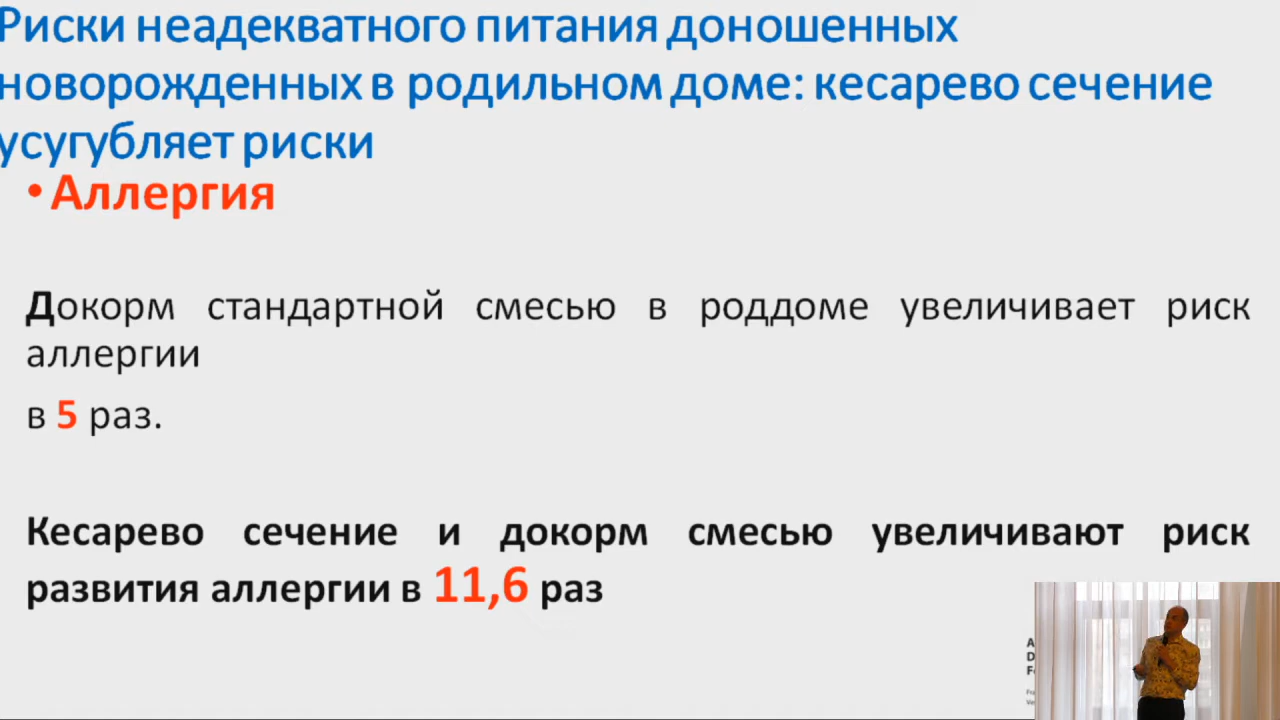 Риски неадекватного питания доношенных
новорожденных в родильном доме: кесарево сечение
усугубляет риски
• Аллергия
Докорм стандартной смесью в роддоме увеличивает риск
аллергии
в 5 раз.
Кесарево сечение и докорм смесью увеличивают риск
развития аллергии в 11,6 раз